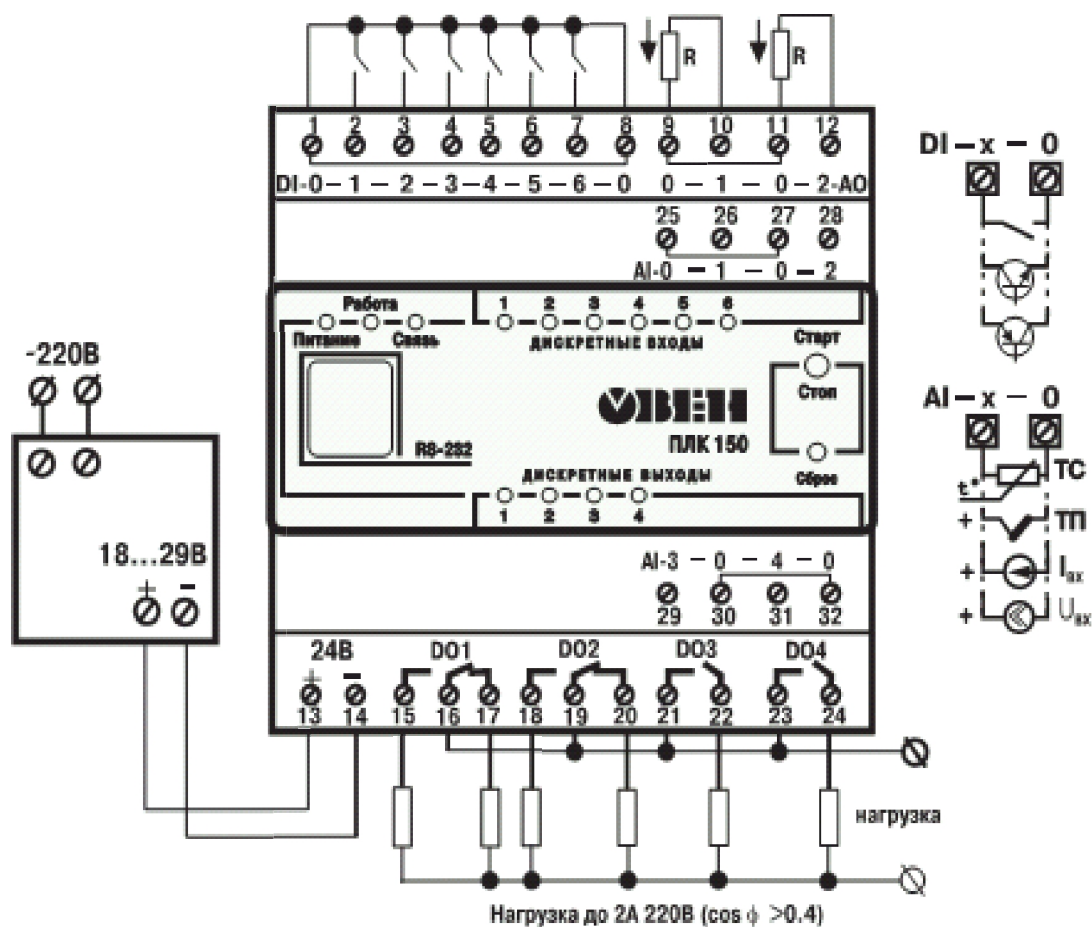 R R
1 2 3 4 5 6 7 8 9 10 11 12
DI-0-1-2-3-4-5-6-0 0-1-0-2-AO
25 26 27 28
AI-0-1-0-2
DI-x-0
Работа
Питание Связь
1 2 3 4 5 6
ДИСКРЕТНЫЕ ВХОДЫ
Старт
Стоп
ОВЕН
ПЛК 150
RS-232
Сброс
ДИСКРЕТНЫЕ ВЫХОДЫ
1 2 3 4
AI-x-0
t° ТС
+ ТП
+ Iвх
+ Uвх
~220В
18...29В
+ -
AI-3-0-4-0
29 30 31 32
24В DO1 DO2 DO3 DO4
+ -
13 14 15 16 17 18 19 20 21 22 23 24
нагрузка
Нагрузка до 2А 220В (cos ϕ >0.4)